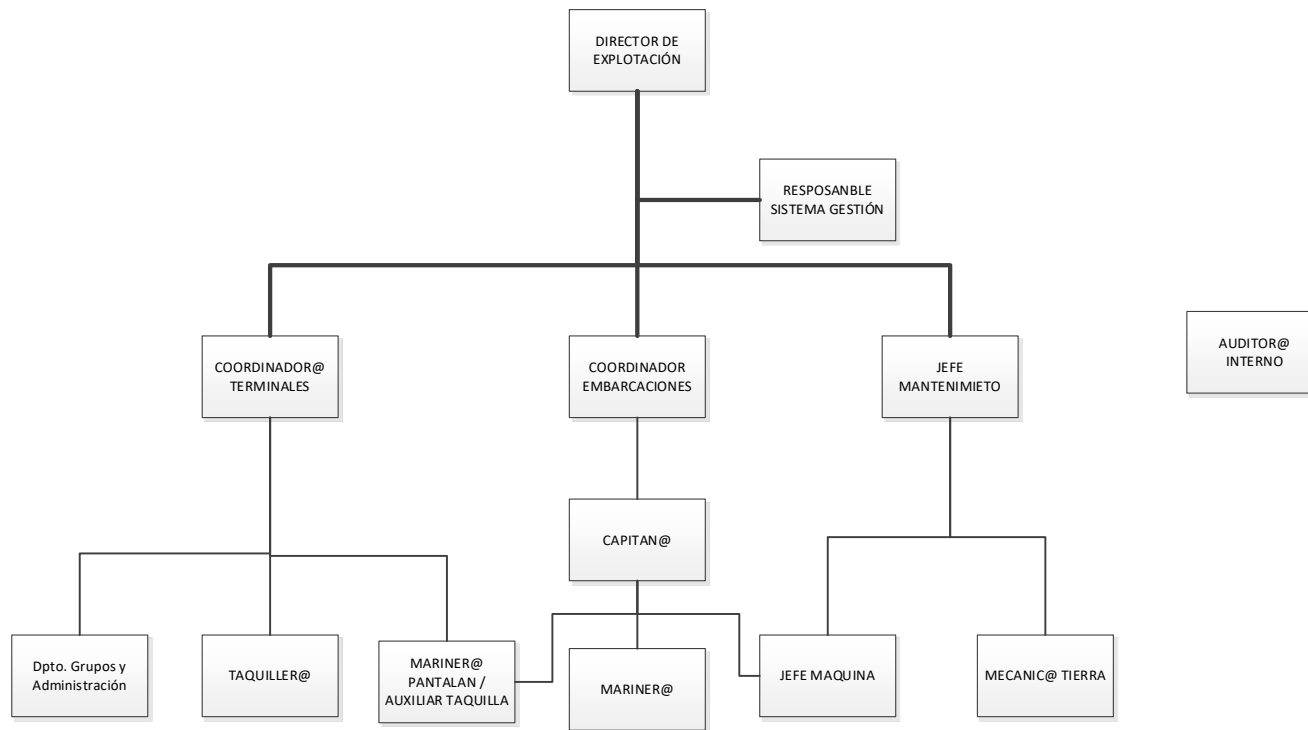 DIRECTOR DE
EXPLOTACIÓN
RESPOSANBLE
SISTEMA GESTIÓN
COORDINADOR@
TERMINALES
COORDINADOR
EMBARCACIONES
JEFE
MANTENIMIETO
AUDITOR@
INTERNO
CAPITAN@
Dpto. Grupos y
Administración
TAQUILLER@
MARINER@
PANTALAN /
AUXILIAR TAQUILLA
MARINER@
JEFE MAQUINA
MECANIC@ TIERRA